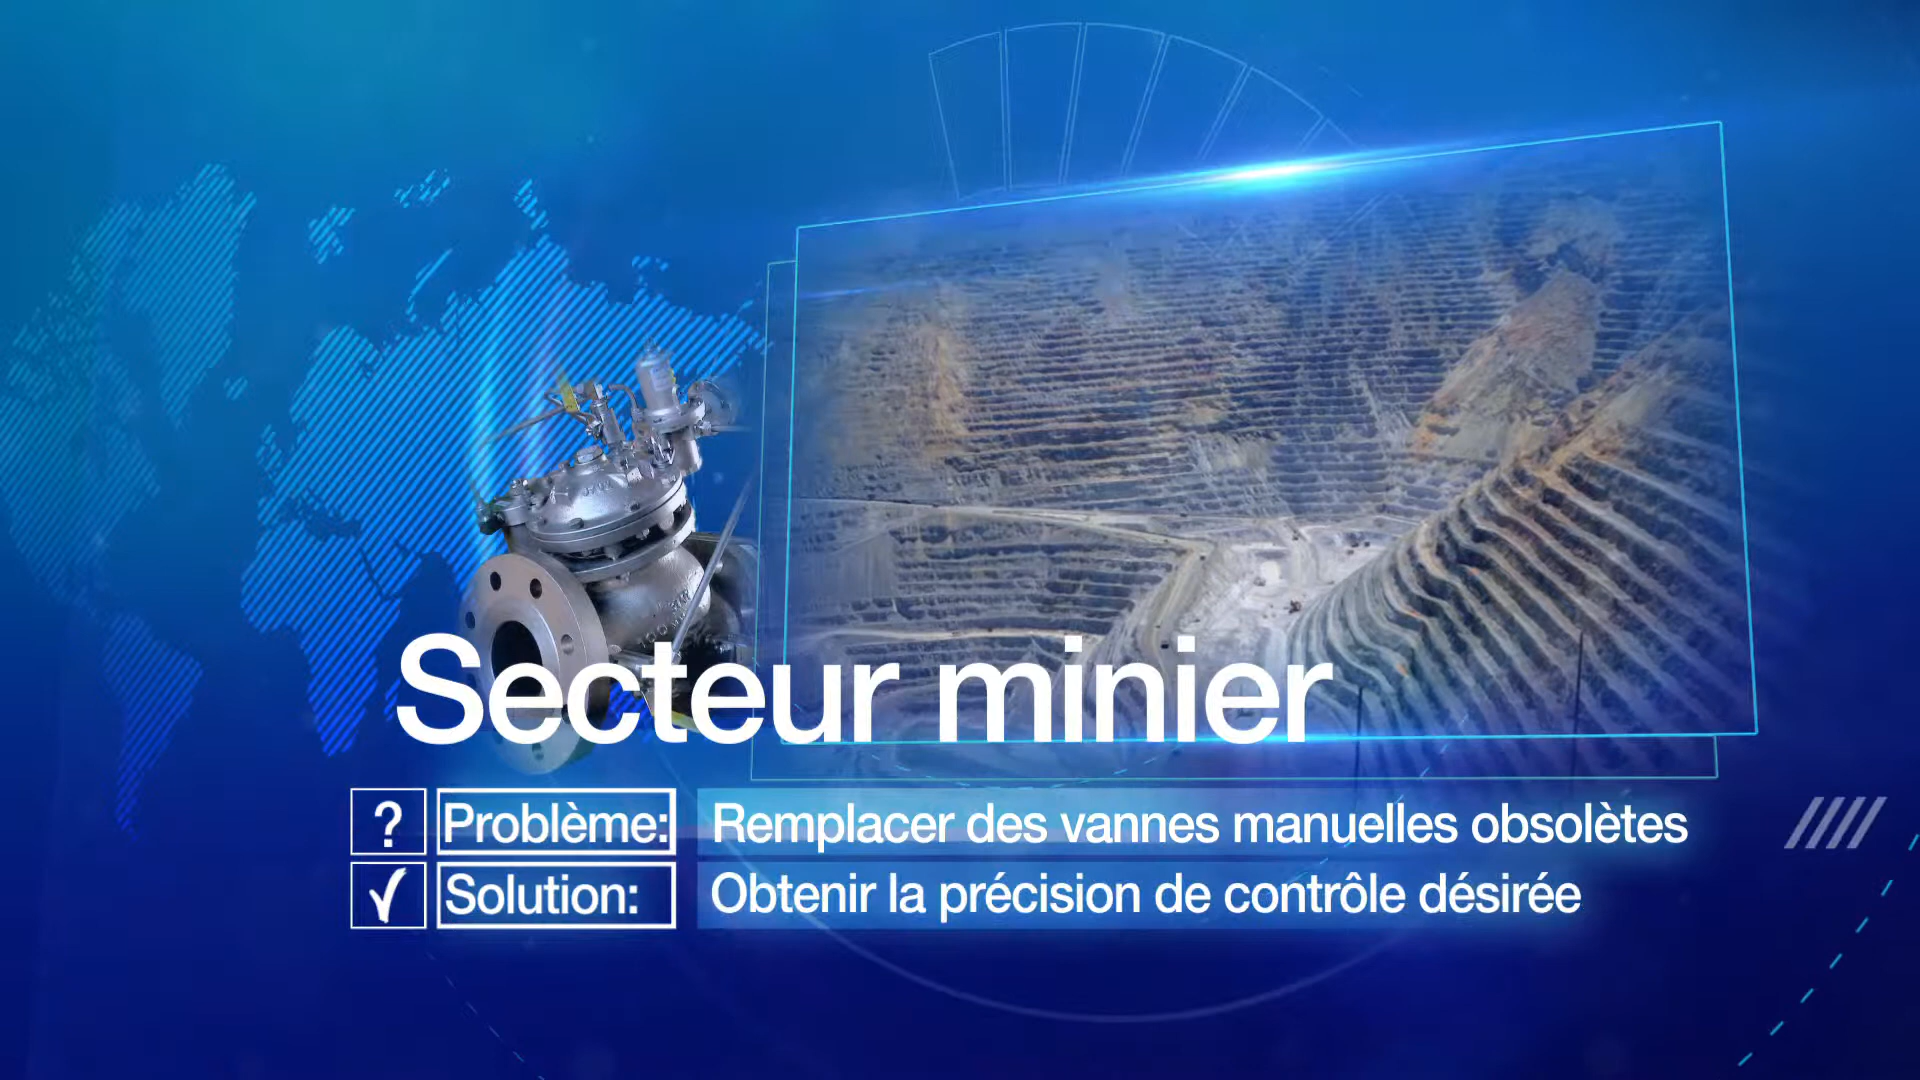 Secteur minier
? Problème: Remplacer des vannes manuelles obsolètes
Solution: Obtenir la précision de contrôle désirée